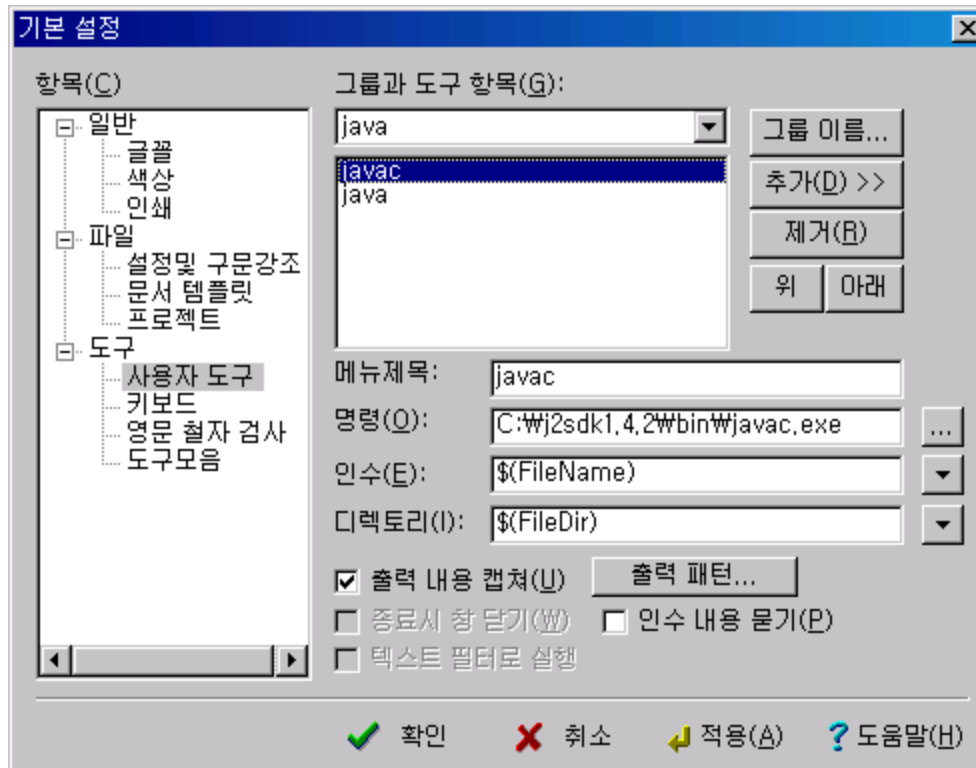 기본 설정
항목(C)
일반
글꼴
색상
인쇄
파일
설정및 구문강조
문서 템플릿
프로젝트
도구
사용자 도구
키보드
영문 철자 검사
도구모음
그룹과 도구 항목(G):
java
그룹 이름...
javac
java
추가(D) >>
제거(R)
위
아래
메뉴제목:
javac
명령(O):
C:₩j2sdk1.4.2₩bin₩javac.exe
...
인수(E):
$(FileName)
디렉토리(I):
$(FileDir)
출력 내용 캡쳐(U)
출력 패턴...
종료시 창 닫기(W)
인수 내용 묻기(P)
텍스트 필터로 실행
확인
취소
적용(A)
도움말(H)